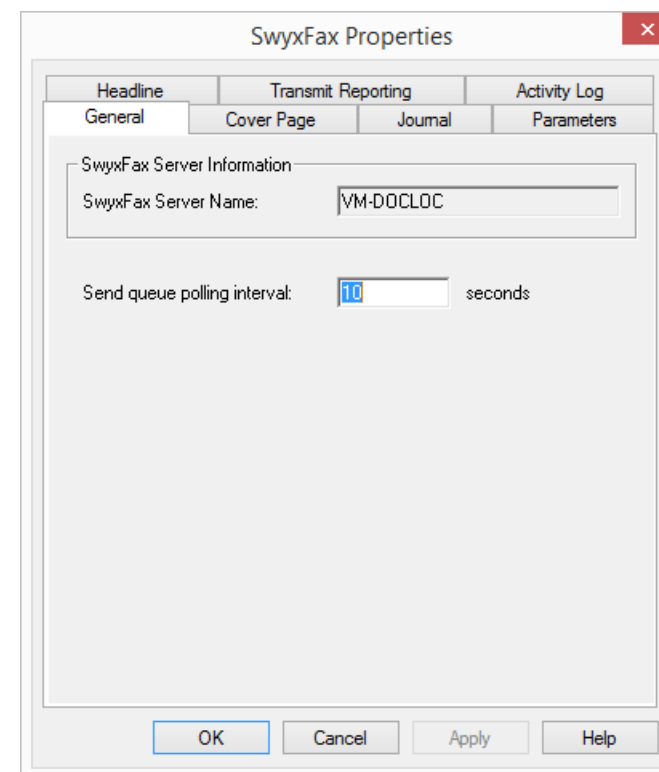 SwyxFax Properties
Headline Transmit Reporting Activity Log
General Cover Page Journal Parameters
SwyxFax Server Information
SwyxFax Server Name: VM-DOCLOC
Send queue polling interval: 10 seconds
OK Cancel Apply Help